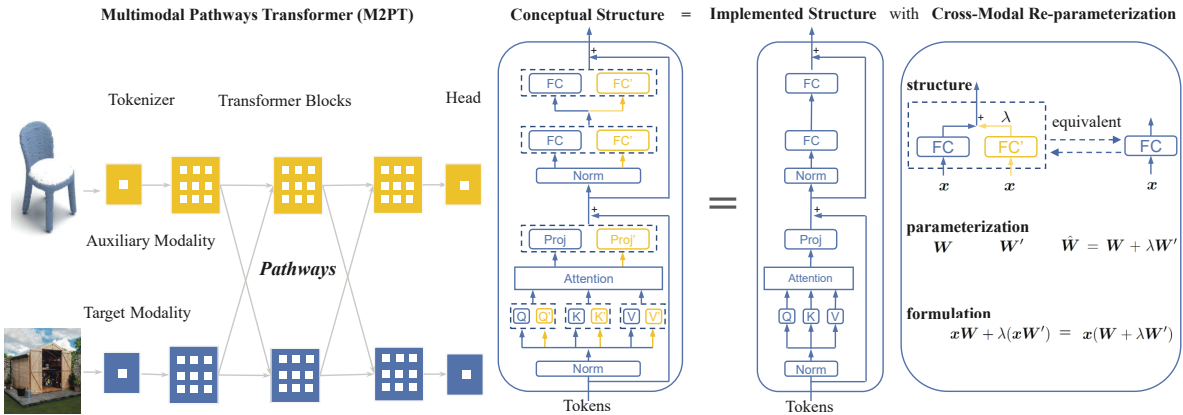 Multimodal Pathways Transformer (M2PT)
Tokenizer
Transformer Blocks
Head
Auxiliary Modality
Pathways
Target Modality
Conceptual Structure = Implemented Structure with Cross-Modal Re-parameterization
+
FC FC'
FC FC'
Norm
+
Proj Proj'
Attention
Q Q' K K' V V'
Norm
Tokens
=
+
FC
FC
Norm
+
Proj
Attention
Q K V
Norm
Tokens
structure
+ λ
equivalent
FC FC' FC
x x x
parameterization
W W' Ŵ = W + λW'
formulation
xW + λ(xW') = x(W + λW')